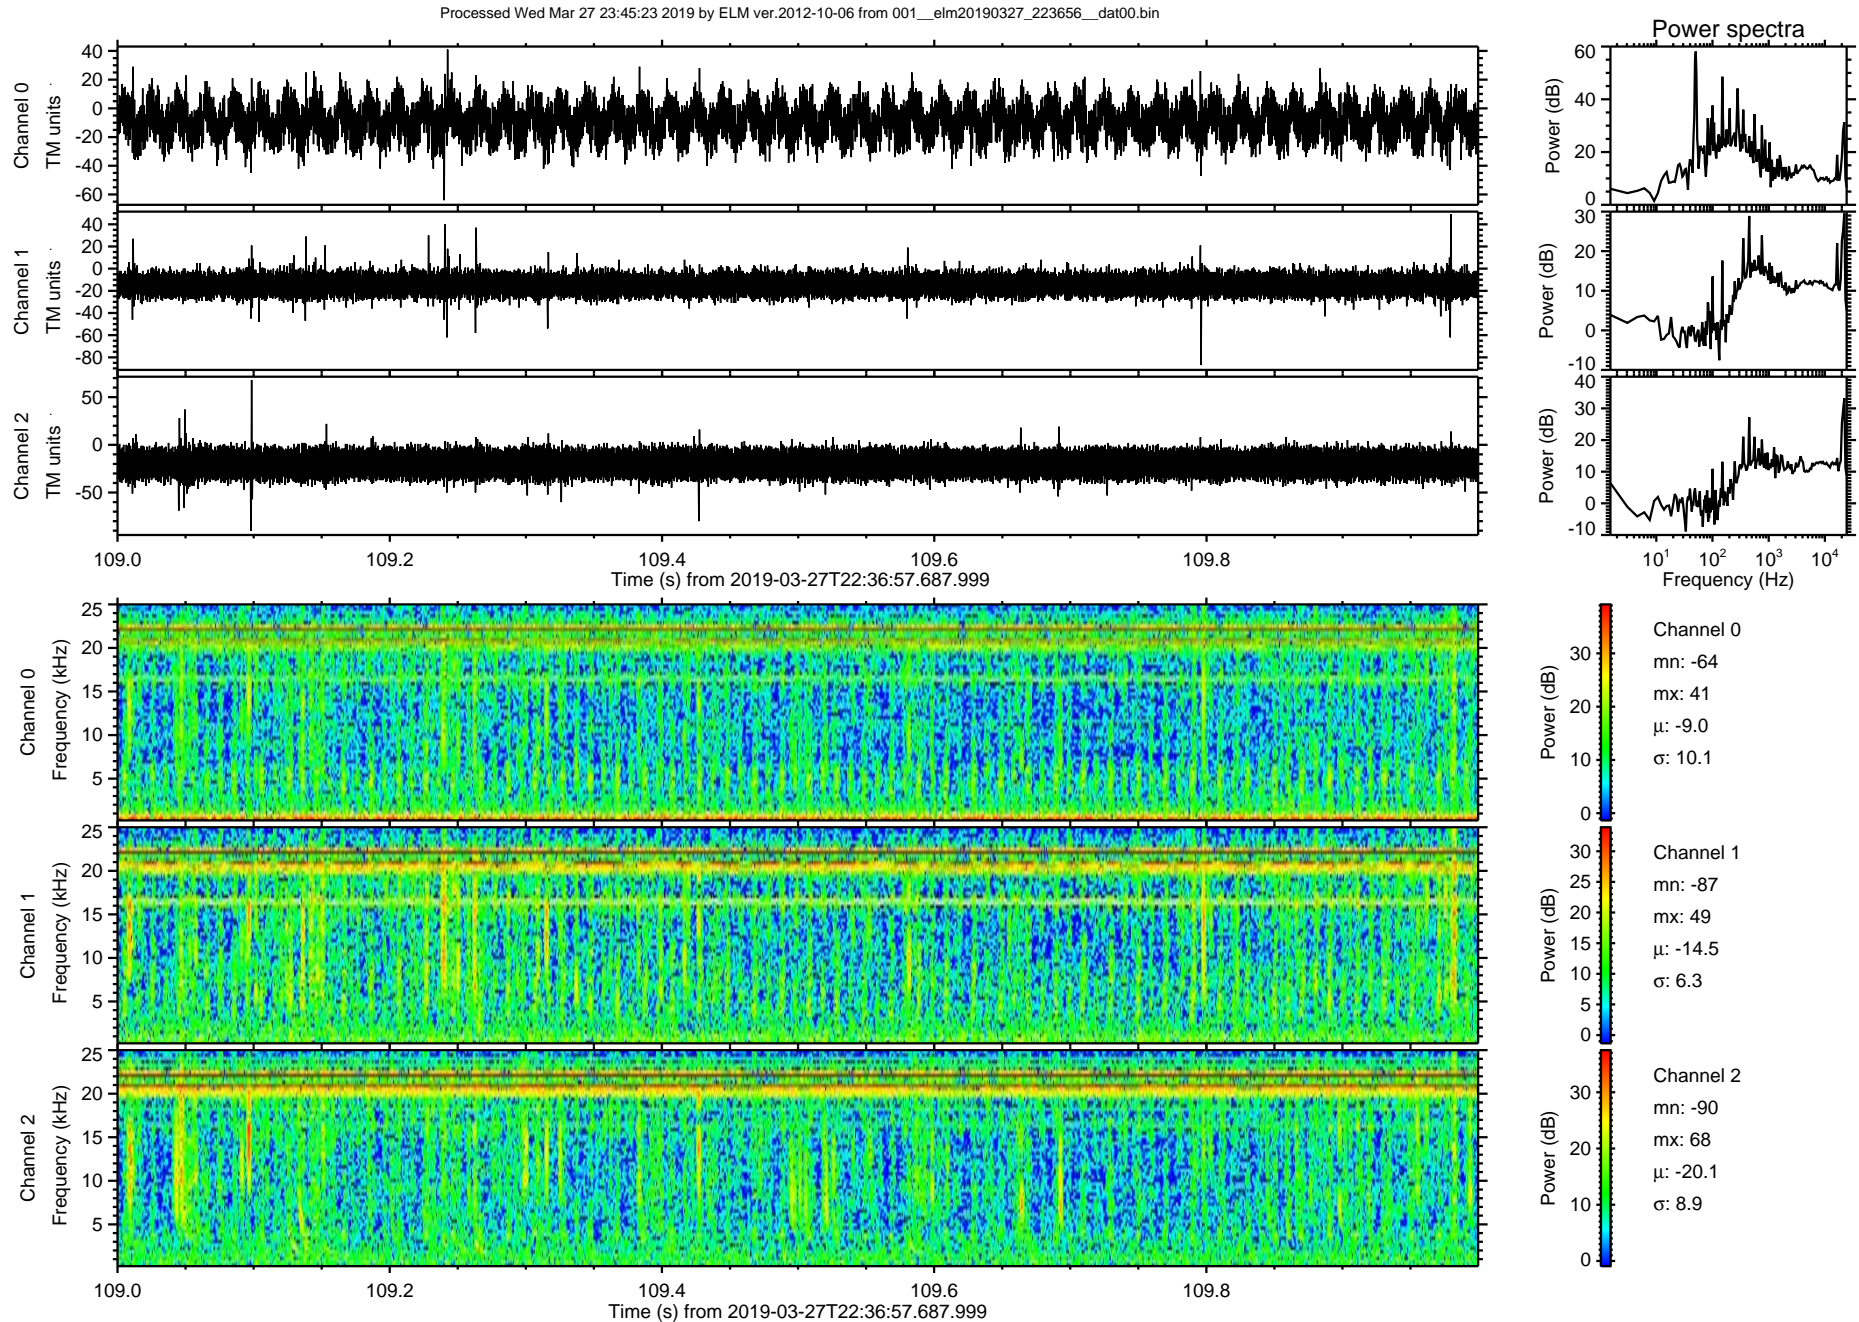 Processed Wed Mar 27 23:45:23 2019 by ELM ver.2012-10-06 from 001__elm20190327_223656__dat00.bin
Power spectra
Channel 0
TM units
40
20
0
-20
-40
-60
Power (dB)
60
40
20
0
Channel 1
TM units
40
20
0
-20
-40
-60
-80
Power (dB)
30
20
10
0
-10
Channel 2
TM units
50
0
-50
Power (dB)
40
30
20
10
0
-10
109.0 109.2 109.4 109.6 109.8
Time (s) from 2019-03-27T22:36:57.687.999
10¹ 10² 10³ 10⁴
Frequency (Hz)
Channel 0
Frequency (kHz)
25
20
15
10
5
Power (dB)
30
20
10
0
Channel 0
mn: -64
mx: 41
μ: -9.0
σ: 10.1
Channel 1
Frequency (kHz)
25
20
15
10
5
Power (dB)
30
25
20
15
10
5
0
Channel 1
mn: -87
mx: 49
μ: -14.5
σ: 6.3
Channel 2
Frequency (kHz)
25
20
15
10
5
Power (dB)
30
20
10
0
Channel 2
mn: -90
mx: 68
μ: -20.1
σ: 8.9
109.0 109.2 109.4 109.6 109.8
Time (s) from 2019-03-27T22:36:57.687.999